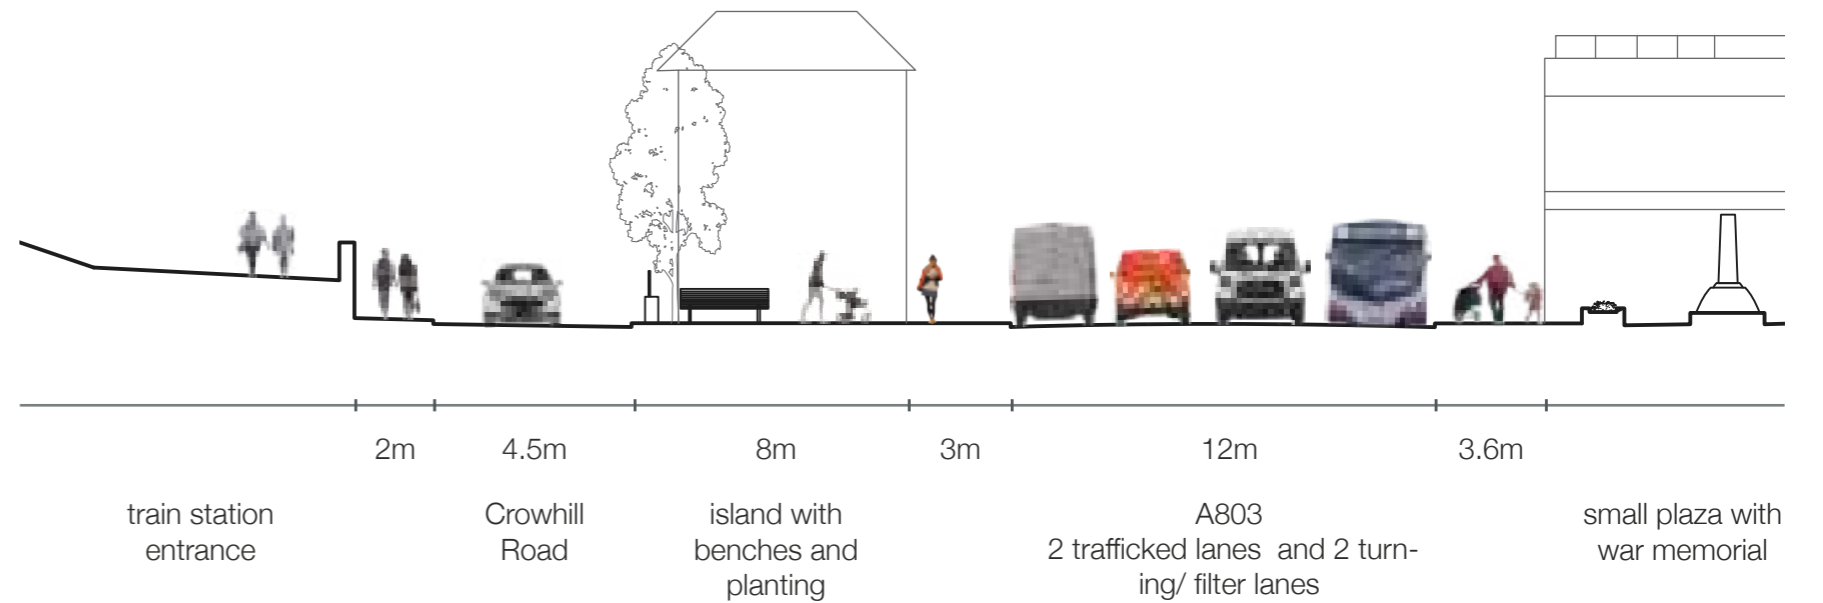 2m
4.5m
8m
3m
12m
3.6m
train station
entrance
Crowhill
Road
island with
benches and
planting
A803
2 trafficked lanes  and 2 turn-
ing/ filter lanes
small plaza with
war memorial